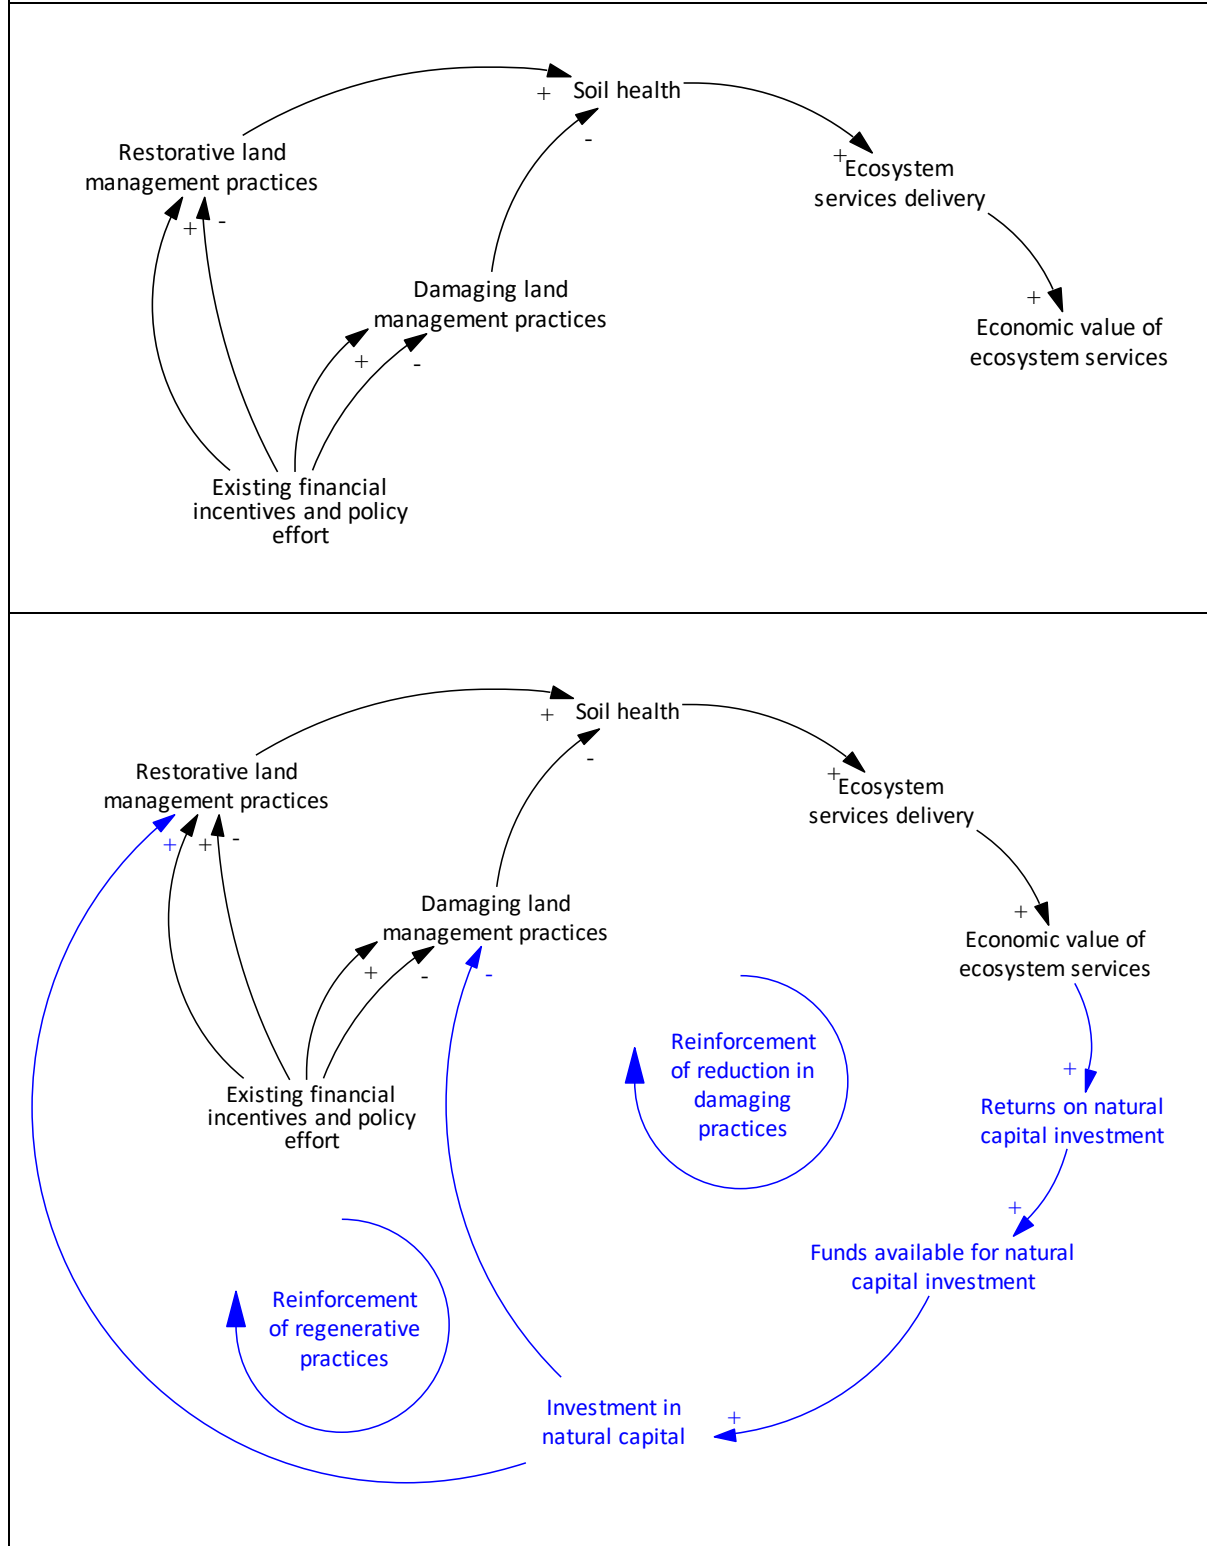 Soil health
+
-
Restorative land
management practices
+ -
+
Ecosystem
services delivery
Damaging land
management practices
+
-
+
Economic value of
ecosystem services
Existing financial
incentives and policy
effort
Soil health
+
-
Restorative land
management practices
+ + -
+
Ecosystem
services delivery
Damaging land
management practices
+
-
-
+
Economic value of
ecosystem services
Reinforcement
of reduction in
damaging
practices
Existing financial
incentives and policy
effort
+
Returns on natural
capital investment
+
Funds available for natural
capital investment
Reinforcement
of regenerative
practices
Investment in
natural capital
+